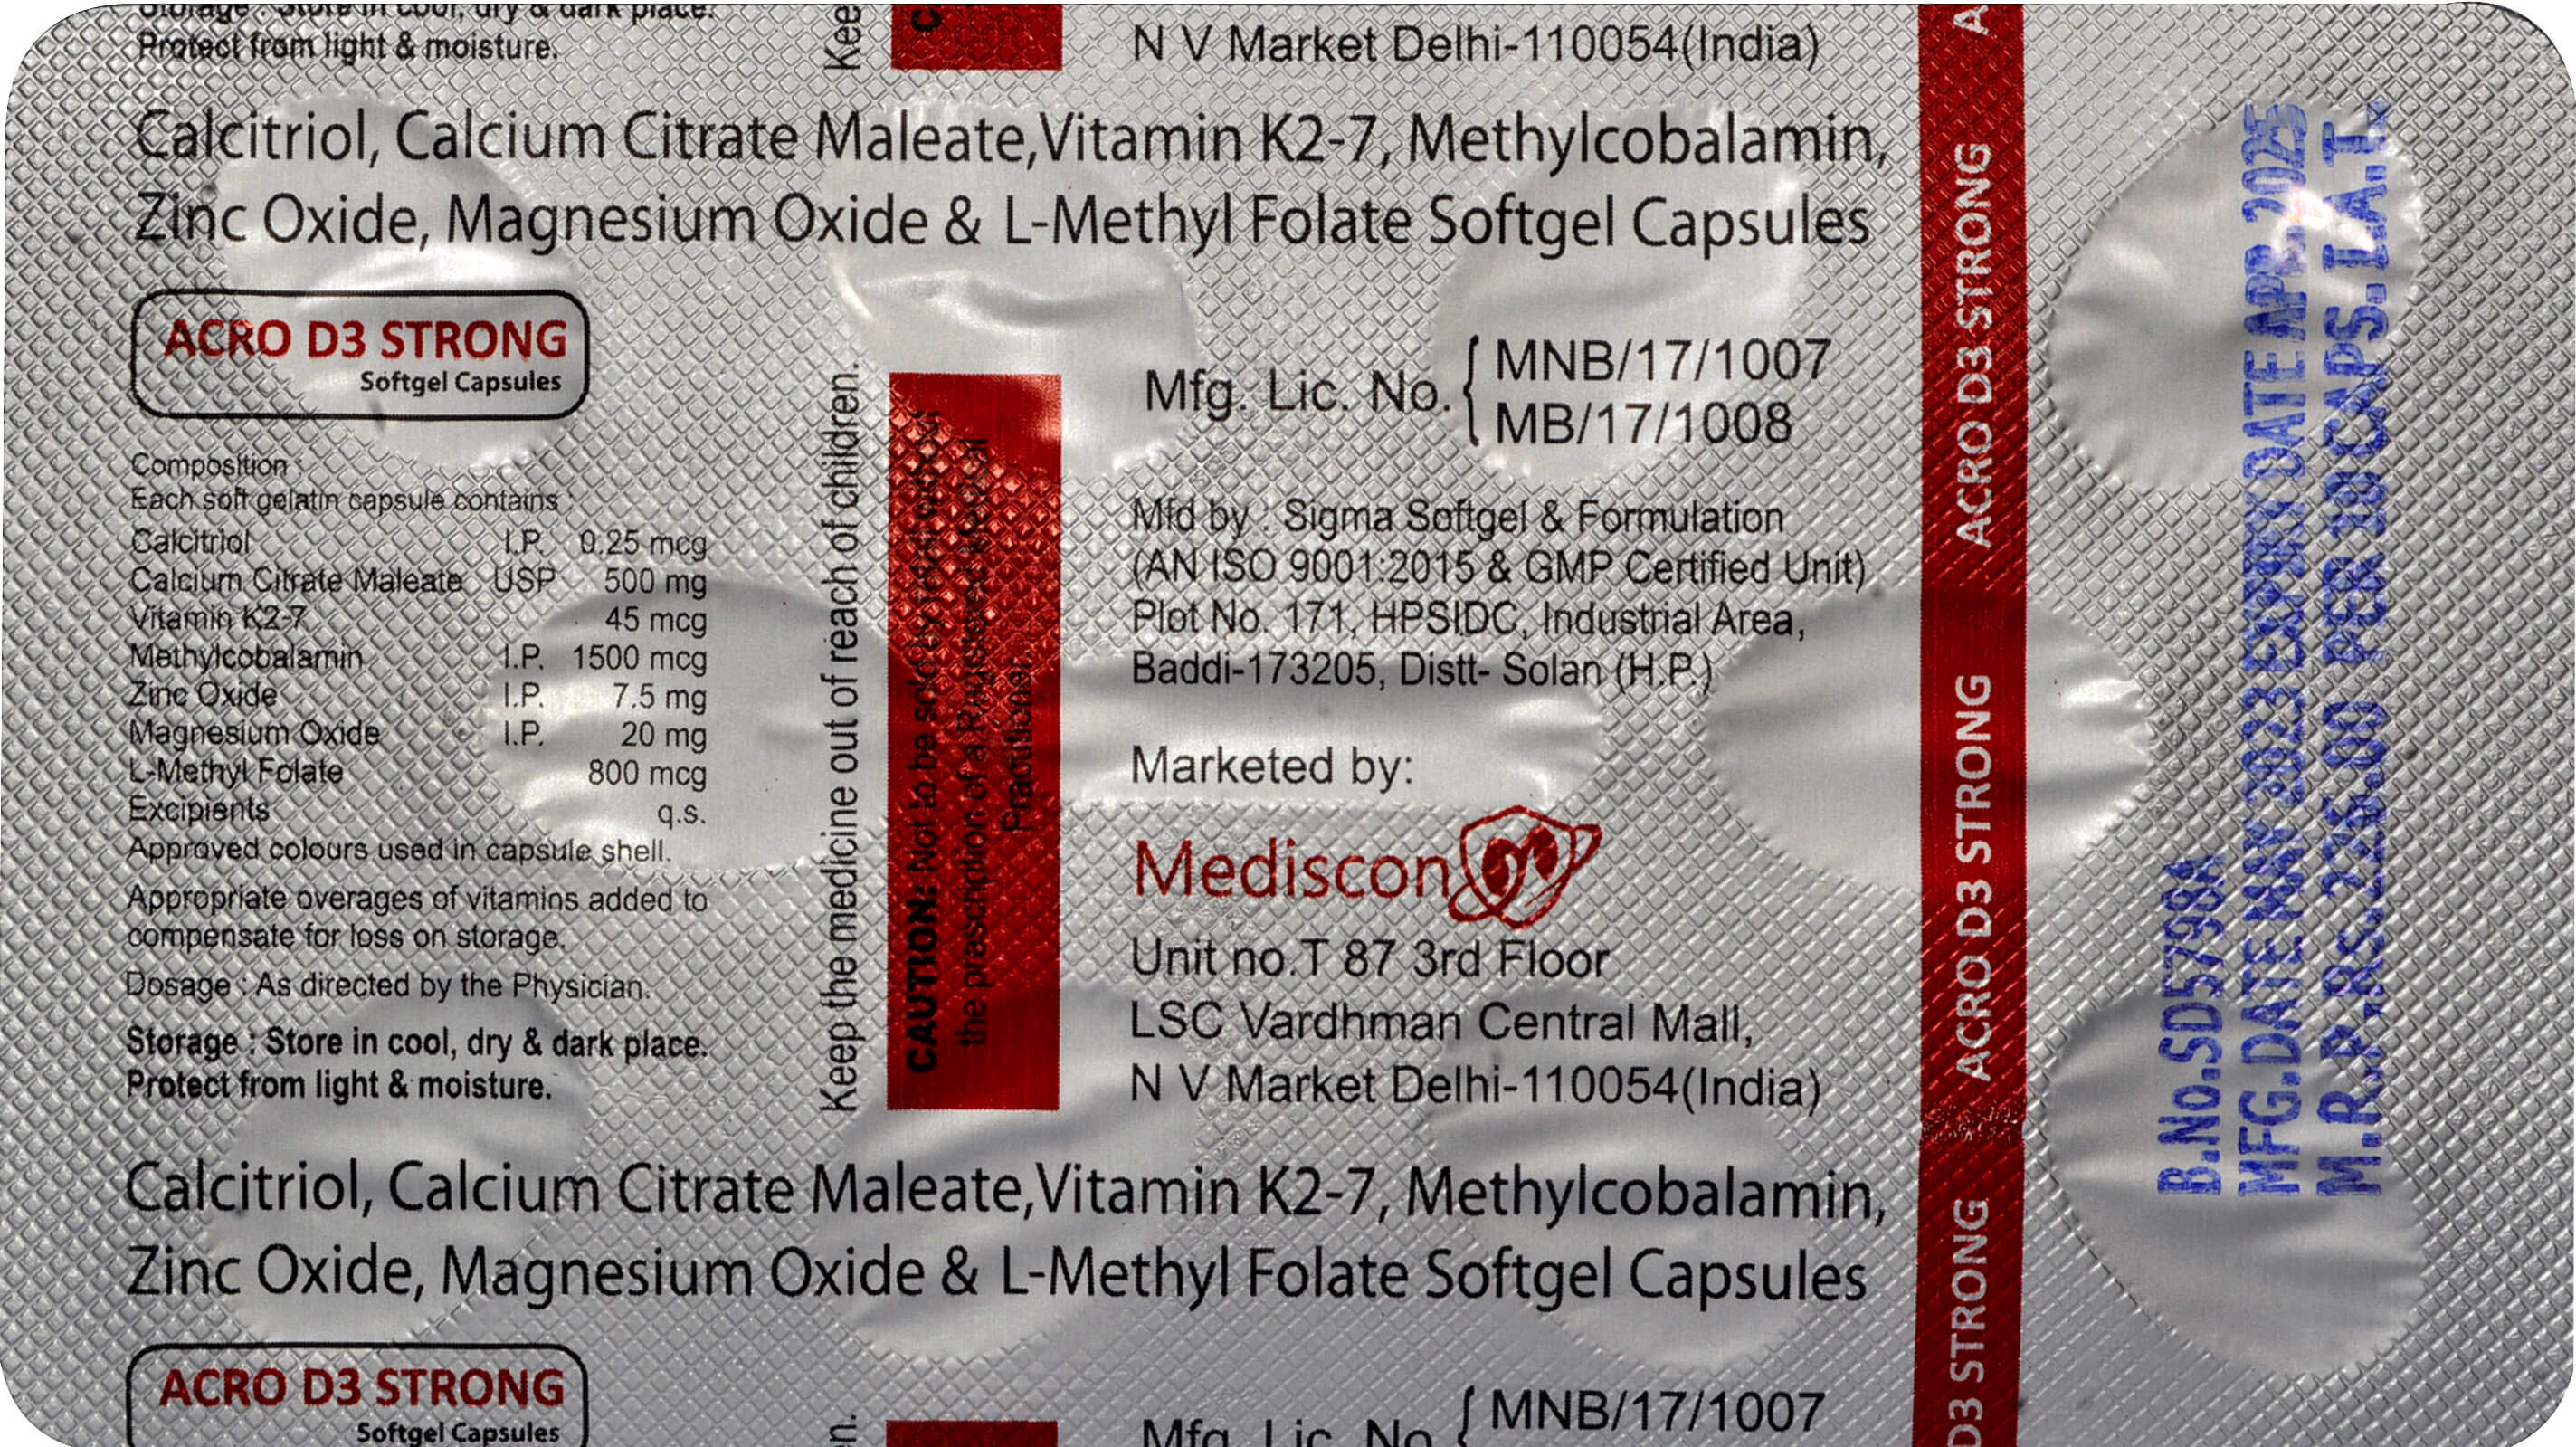 Storage : Store in cool, dry & dark place.
Protect from light & moisture.
Kee
C
N V Market Delhi-110054(India)
A
Calcitriol, Calcium Citrate Maleate,Vitamin K2-7, Methylcobalamin,
Zinc Oxide, Magnesium Oxide & L-Methyl Folate Softgel Capsules
ACRO D3 STRONG
Softgel Capsules
Composition :
Each soft gelatin capsule contains :
Calcitriol I.P. 0.25 mcg
Calcium Citrate Maleate USP 500 mg
Vitamin K2-7 45 mcg
Methylcobalamin I.P. 1500 mcg
Zinc Oxide I.P. 7.5 mg
Magnesium Oxide I.P. 20 mg
L-Methyl Folate 800 mcg
Excipients q.s.
Approved colours used in capsule shell.
Appropriate overages of vitamins added to
compensate for loss on storage.
Dosage : As directed by the Physician.
Storage : Store in cool, dry & dark place.
Protect from light & moisture.
Keep the medicine out of reach of children.
CAUTION: Not to be sold by retail without
the prescription of a Registered Medical
Practitioner.
Mfg. Lic. No. { MNB/17/1007
MB/17/1008
Mfd by : Sigma Softgel & Formulation
(AN ISO 9001:2015 & GMP Certified Unit)
Plot No. 171, HPSIDC, Industrial Area,
Baddi-173205, Distt- Solan (H.P.)
Marketed by:
Mediscon
Unit no.T 87 3rd Floor
LSC Vardhman Central Mall,
N V Market Delhi-110054(India)
ACRO D3 STRONG
ACRO D3 STRONG
D3 STRONG
B.No.SD5798A
MFG.DATE MAY 2023 EXPIRY DATE APR.2025
M.R.P.RS.226.00 PER 10 CAPS.I.A.T.
Calcitriol, Calcium Citrate Maleate,Vitamin K2-7, Methylcobalamin,
Zinc Oxide, Magnesium Oxide & L-Methyl Folate Softgel Capsules
ACRO D3 STRONG
Softgel Capsules
n.
Mfg. Lic. No. { MNB/17/1007